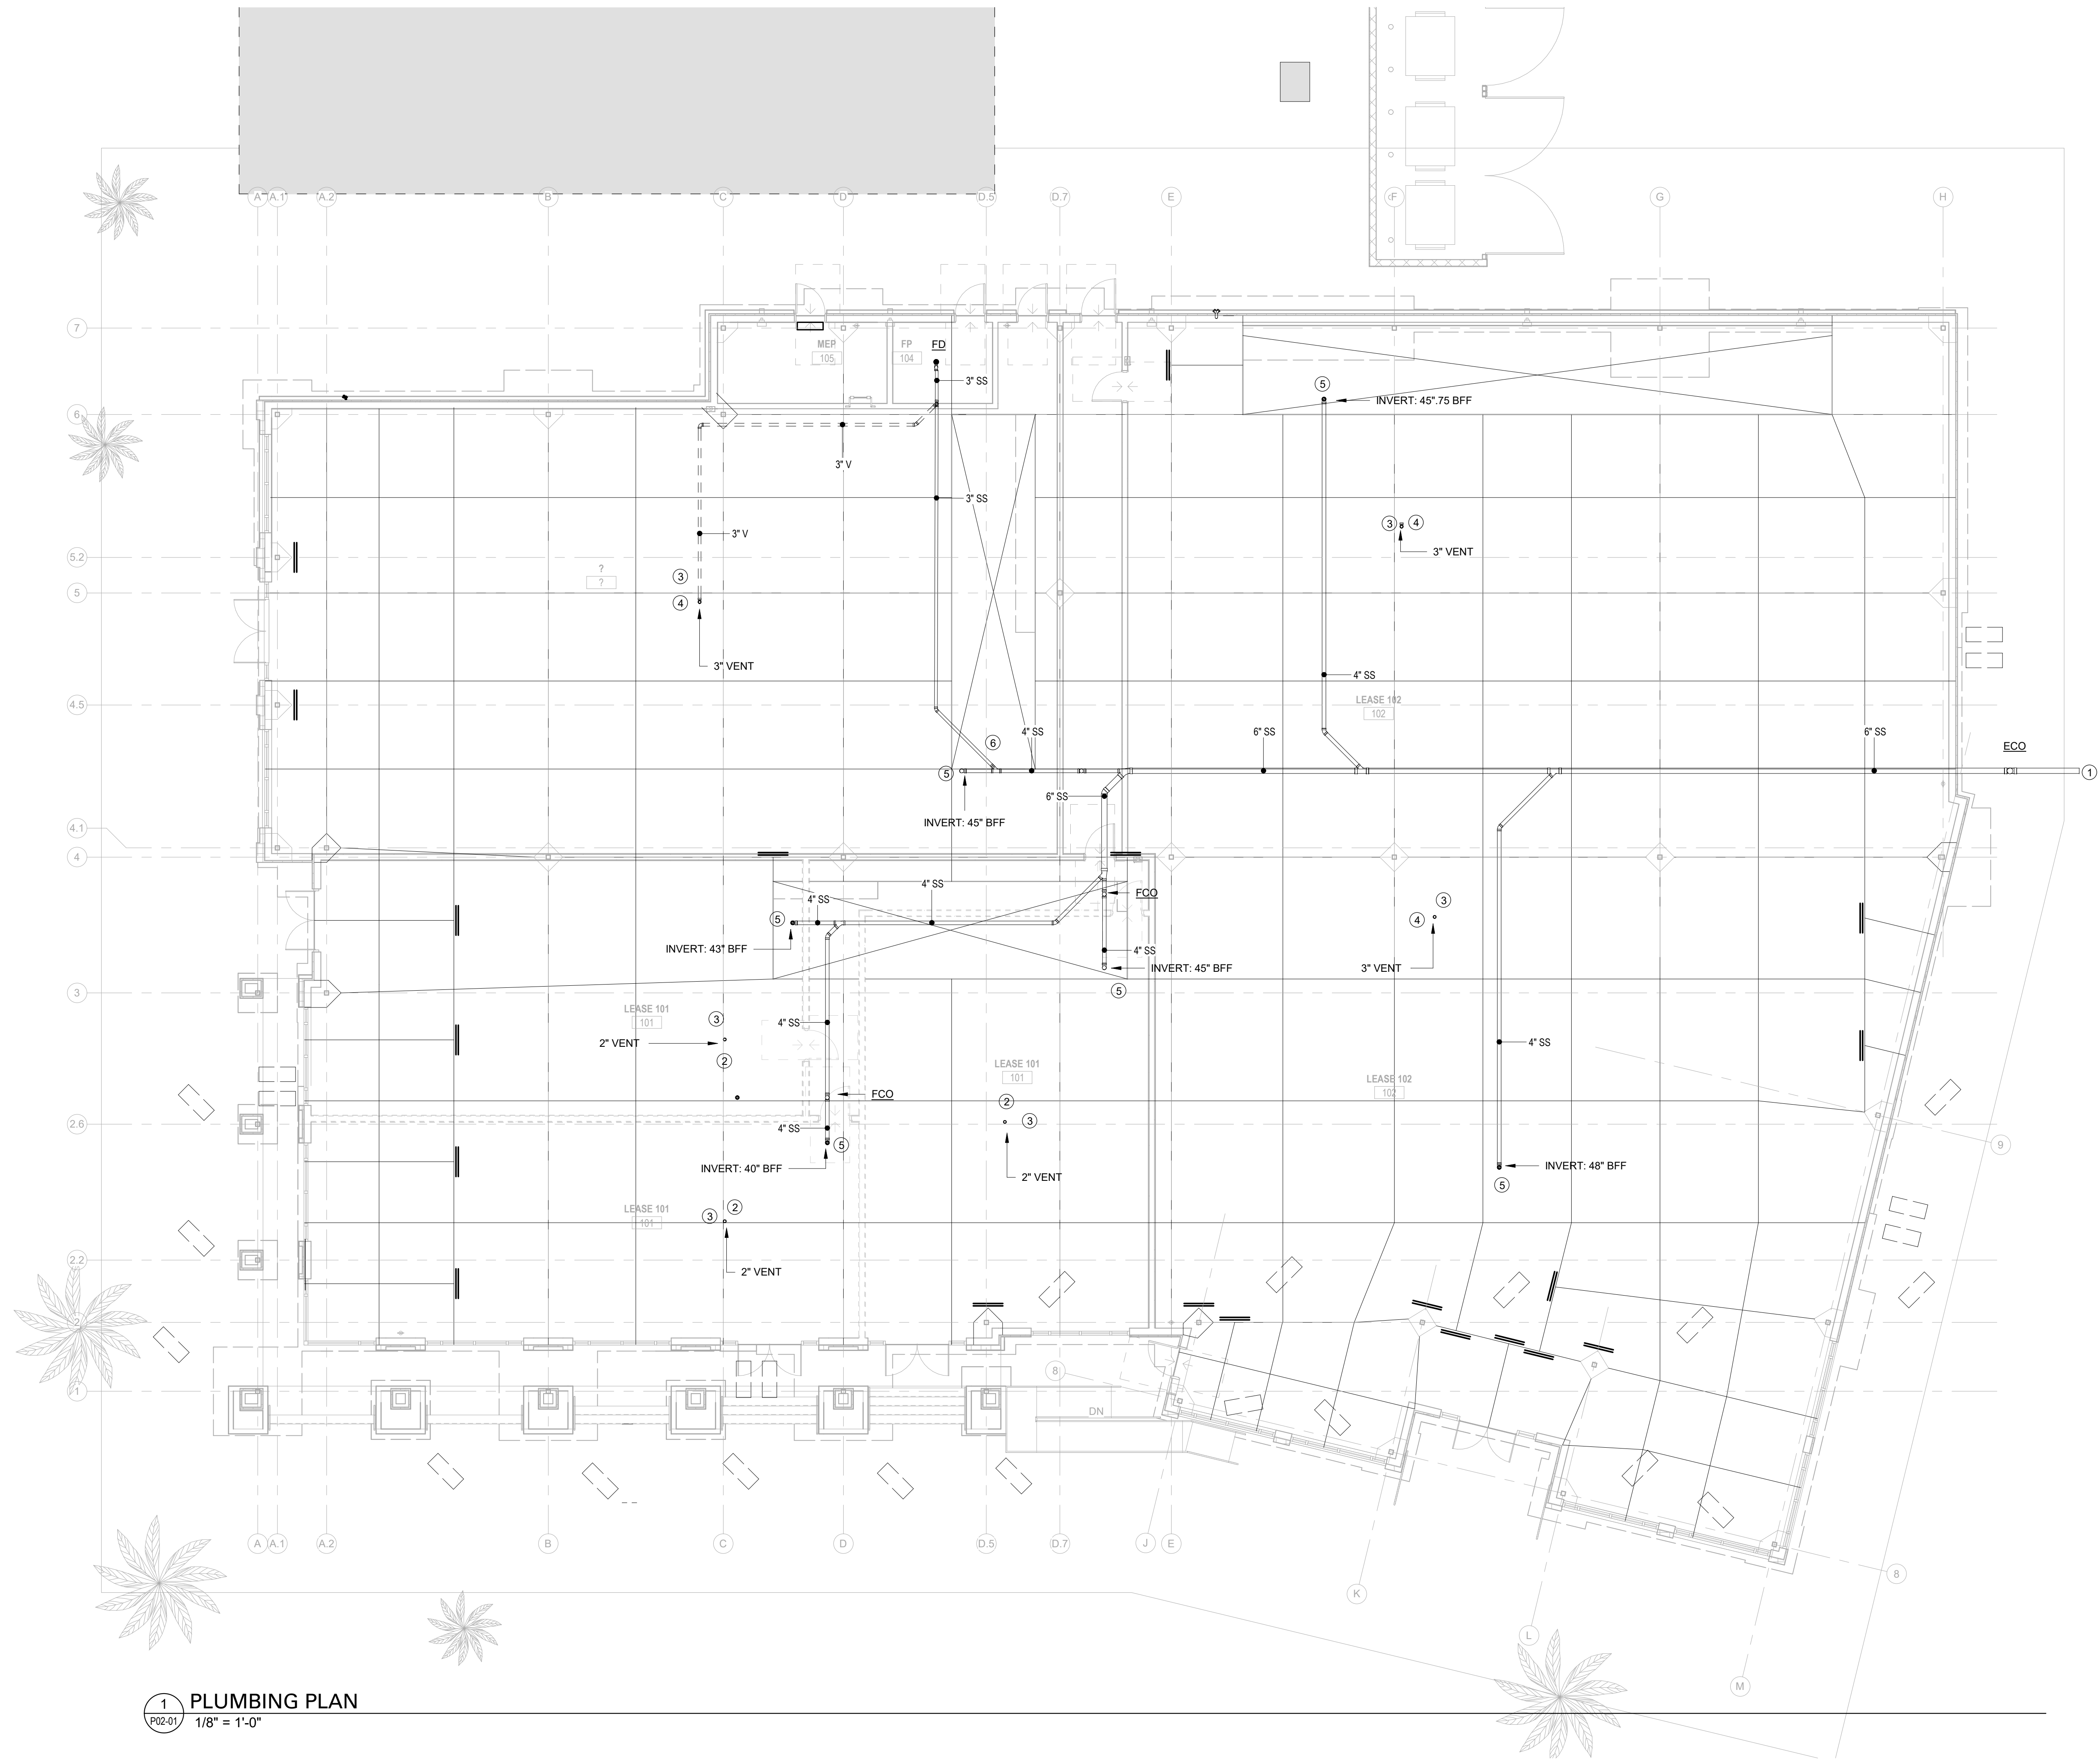 A A.1 A.2 B C D D.5 D.7 E F G H
7
MEP
105
FP
104
FD
3" SS
5
INVERT: 45".75 BFF
6
3" V
3" SS
3 4
3" V
3" VENT
5.2
?
?
3
5
4
3" VENT
4" SS
LEASE 102
102
4.5
6
4" SS
6" SS
6" SS
ECO
5
1
6" SS
INVERT: 45" BFF
4.1
4
4" SS
FCO
4" SS
3
5
4
INVERT: 43" BFF
4" SS
INVERT: 45" BFF
3" VENT
5
3
LEASE 101
101
3
4" SS
2" VENT
4" SS
2
LEASE 101
101
LEASE 102
102
FCO
2
3
2.6
4" SS
5
9
INVERT: 40" BFF
INVERT: 48" BFF
2" VENT
5
LEASE 101
101
2
3
2.2
2" VENT
2
8
1
DN
A A.1 A.2 B C D D.5 D.7 J E
8
K
L
M
1
PLUMBING PLAN
P02-01
1/8" = 1'-0"